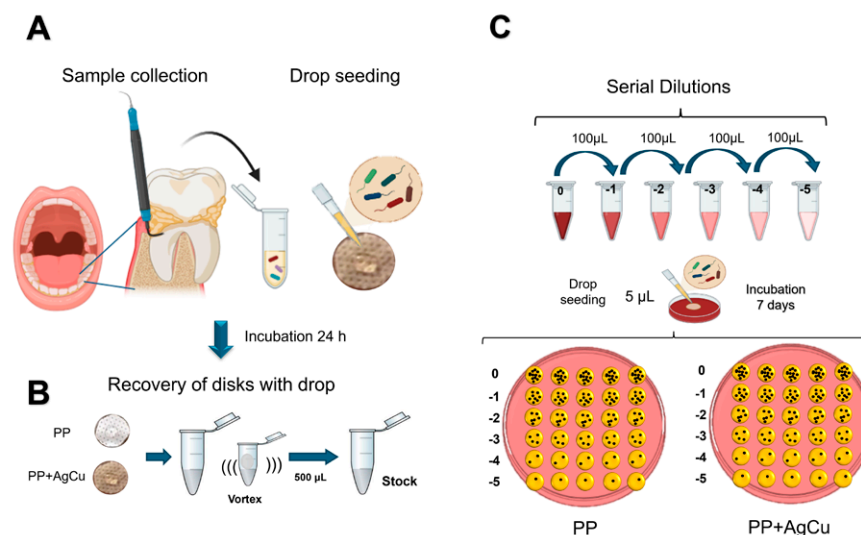 A
Sample collection
Drop seeding
Incubation 24 h
B
Recovery of disks with drop
PP
PP+AgCu
Vortex
500 µL
Stock
C
Serial Dilutions
100µL 100µL 100µL 100µL
0 -1 -2 -3 -4 -5
Drop
seeding
5 µL
Incubation
7 days
0
-1
-2
-3
-4
-5
PP
0
-1
-2
-3
-4
-5
PP+AgCu